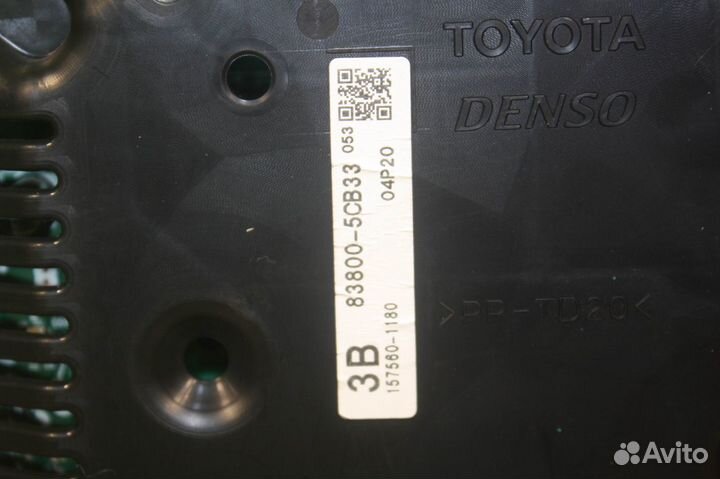 TOYOTA
DENSO
83800-5CB33 053
04P20
3B
157560-1180
>PP-TD20<
Avito